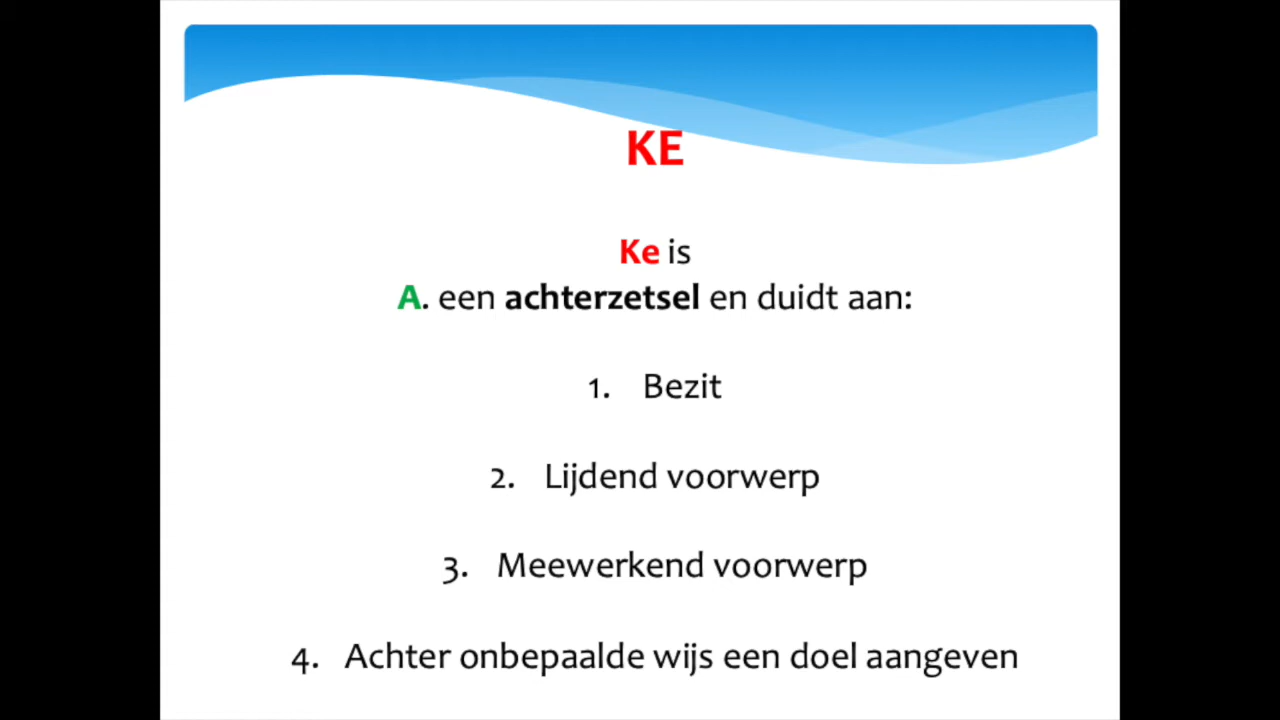 KE
Ke is
A. een achterzetsel en duidt aan:
1. Bezit
2. Lijdend voorwerp
3. Meewerkend voorwerp
4. Achter onbepaalde wijs een doel aangeven